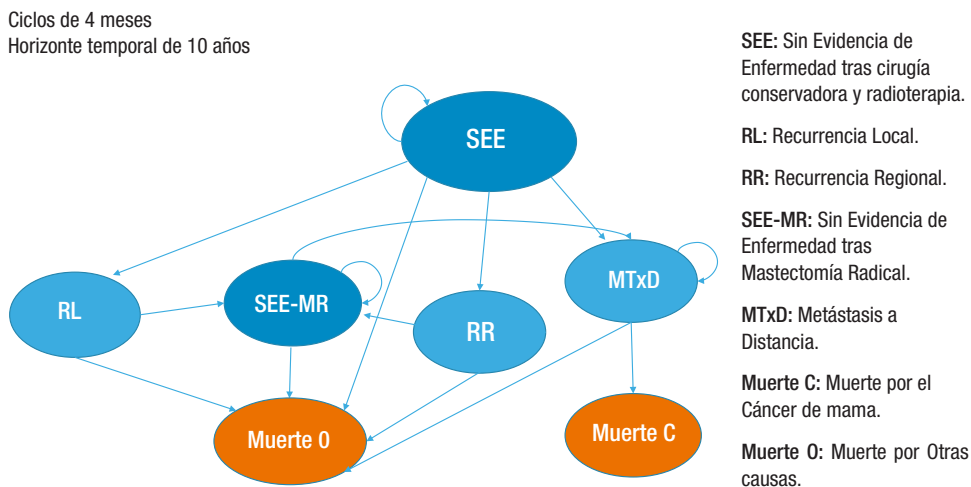 Ciclos de 4 meses
Horizonte temporal de 10 años
SEE
RL
SEE-MR
RR
MTxD
Muerte 0
Muerte C
SEE: Sin Evidencia de
Enfermedad tras cirugía
conservadora y radioterapia.
RL: Recurrencia Local.
RR: Recurrencia Regional.
SEE-MR: Sin Evidencia de
Enfermedad tras
Mastectomía Radical.
MTxD: Metástasis a
Distancia.
Muerte C: Muerte por el
Cáncer de mama.
Muerte O: Muerte por Otras
causas.